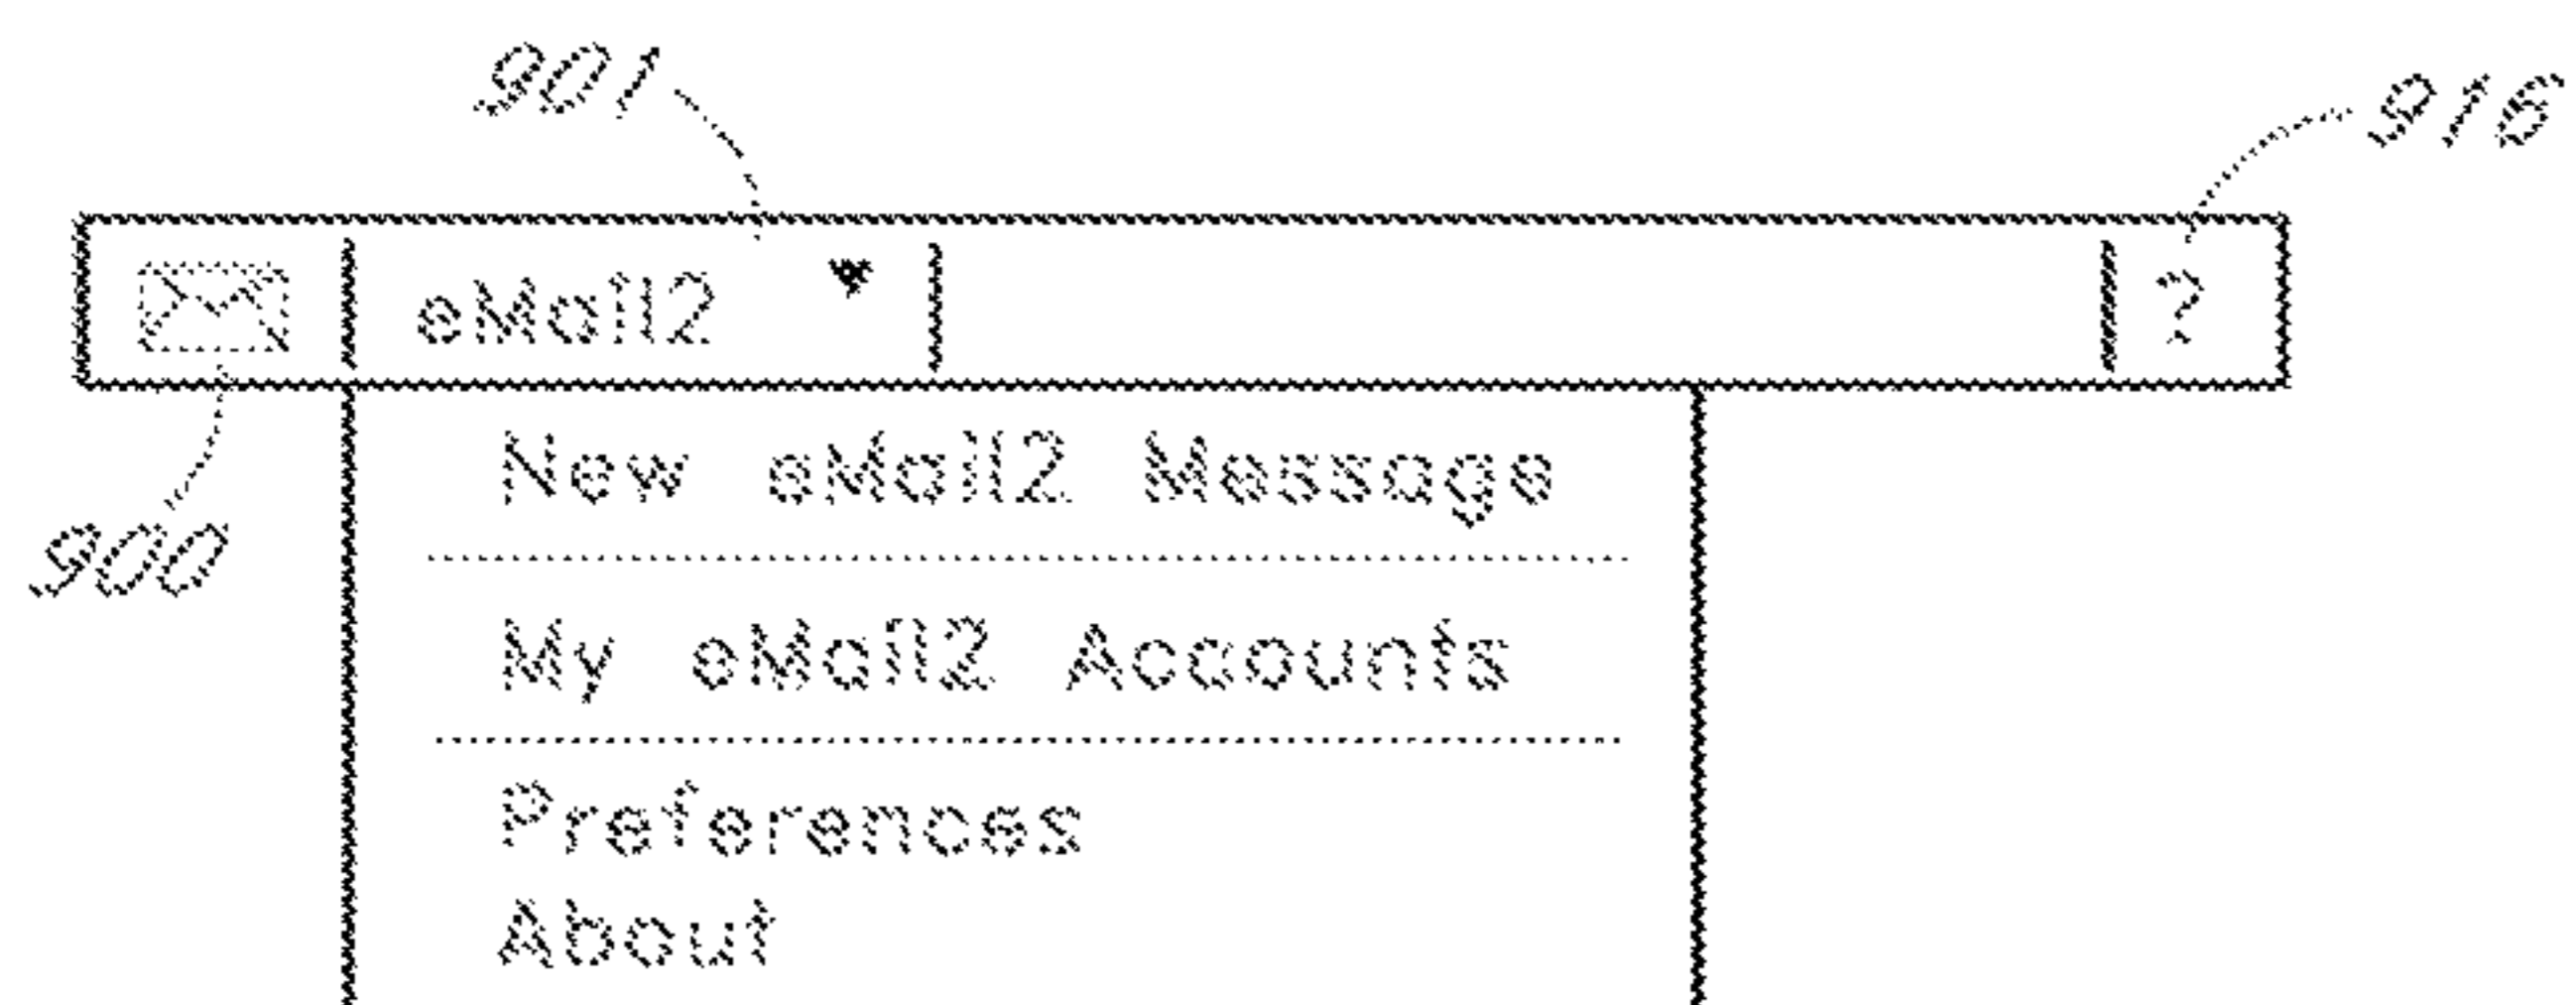 901
916
eMail2 ?
900
New eMail2 Message
My eMail2 Accounts
Preferences
About